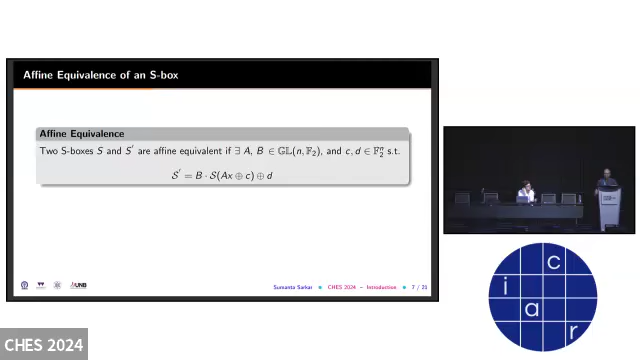 Affine Equivalence of an S-box
Affine Equivalence
Two S-boxes S and S′ are affine equivalent if ∃ A, B ∈ 𝔾𝕃(n, 𝔽₂), and c, d ∈ 𝔽₂ⁿ s.t.
S′ = B · S(Ax ⊕ c) ⊕ d
UNB
Sumanta Sarkar • CHES 2024 – Introduction • 7 / 21
i a c r
CHES 2024